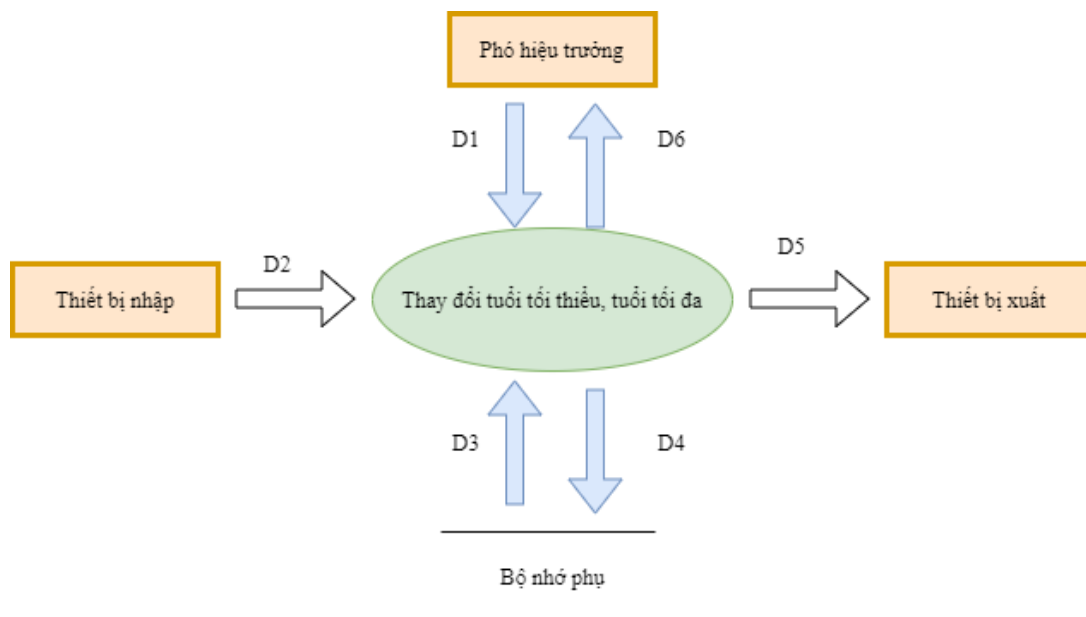 Phó hiệu trưởng
D1
D6
D2
D5
Thiết bị nhập
Thay đổi tuổi tối thiểu, tuổi tối đa
Thiết bị xuất
D3
D4
Bộ nhớ phụ